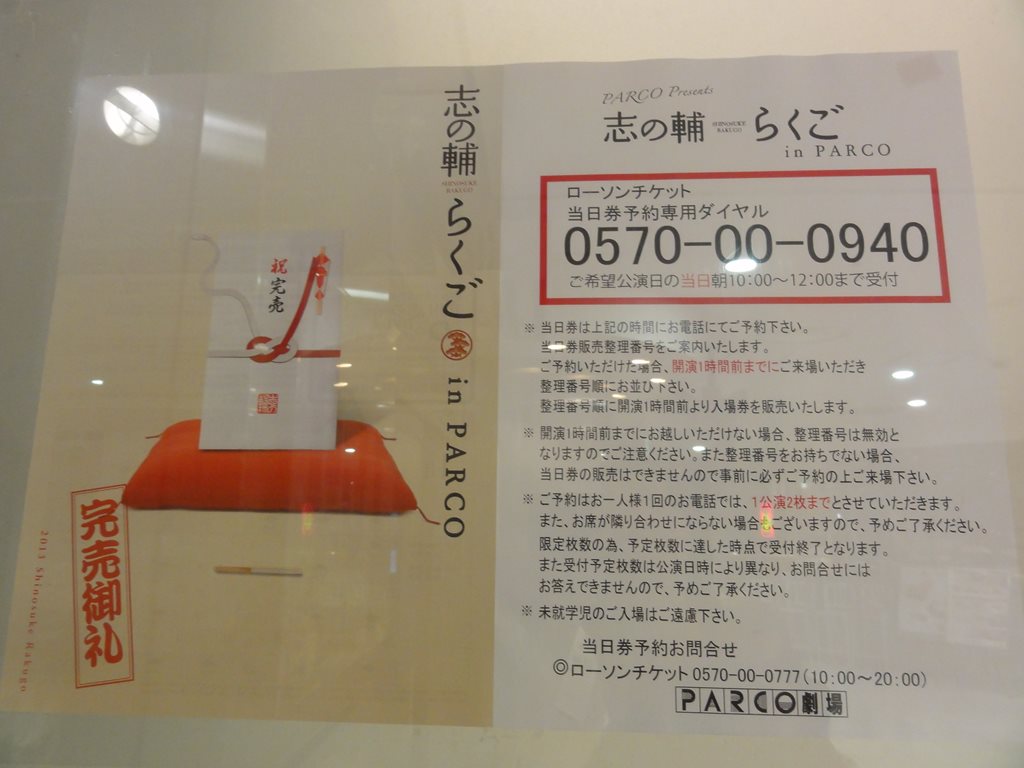 志の輔
SHINOSUKE RAKUGO
らくご
in PARCO
祝完売
完売御礼
2013 Shinosuke Rakugo
PARCO Presents
志の輔 SHINOSUKE RAKUGO らくご
in PARCO
ローソンチケット
当日券予約専用ダイヤル
0570-00-0940
ご希望公演日の当日朝10:00〜12:00まで受付
※ 当日券は上記の時間にお電話にてご予約下さい。
当日券販売整理番号をご案内いたします。
ご予約いただけた場合、開演1時間前までにご来場いただき
整理番号順にお並び下さい。
整理番号順に開演1時間前より入場券を販売いたします。
※ 開演1時間前までにお越しいただけない場合、整理番号は無効と
なりますのでご注意ください。また整理番号をお持ちでない場合、
当日券の販売はできませんので事前に必ずご予約の上ご来場下さい。
※ ご予約はお一人様1回のお電話では、1公演2枚までとさせていただきます。
また、お席が隣り合わせにならない場合もございますので、予めご了承ください。
限定枚数の為、予定枚数に達した時点で受付終了となります。
また受付予定枚数は公演日時により異なり、お問合せには
お答えできませんので、予めご了承ください。
※ 未就学児のご入場はご遠慮下さい。
当日券予約お問合せ
◎ローソンチケット 0570-00-0777(10:00〜20:00)
PARCO劇場